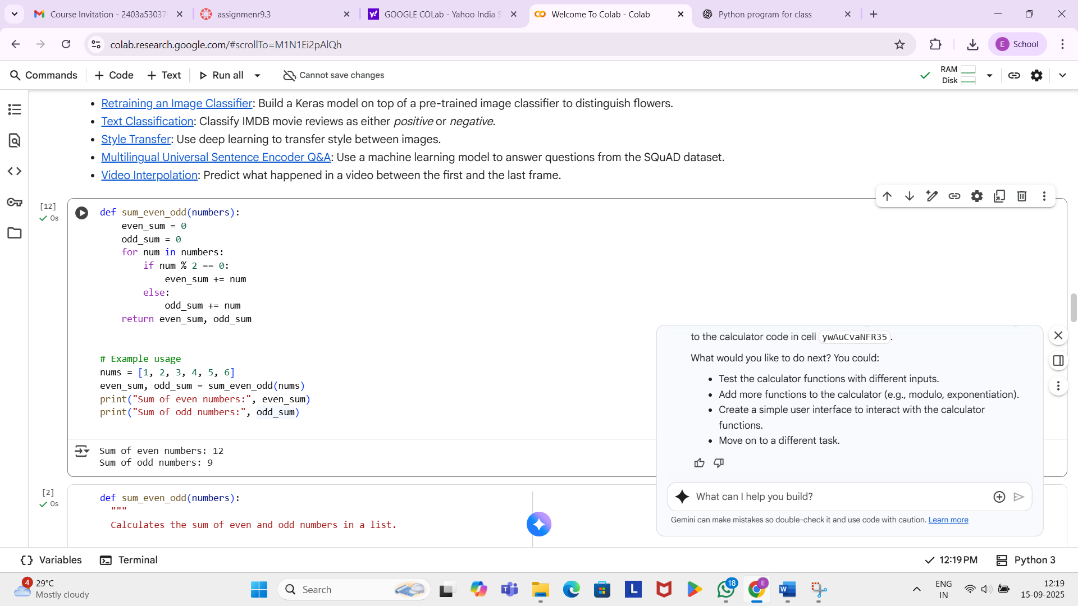 Course Invitation - 2403a53037
assignmenr9.3
GOOGLE COLab - Yahoo India S
Welcome To Colab - Colab
Python program for class
colab.research.google.com/#scrollTo=M1N1Ei2pAlQh
School
Commands + Code + Text Run all Cannot save changes
RAM
Disk
• Retraining an Image Classifier: Build a Keras model on top of a pre-trained image classifier to distinguish flowers.
• Text Classification: Classify IMDB movie reviews as either positive or negative.
• Style Transfer: Use deep learning to transfer style between images.
• Multilingual Universal Sentence Encoder Q&A: Use a machine learning model to answer questions from the SQuAD dataset.
• Video Interpolation: Predict what happened in a video between the first and the last frame.
[12]
0s
def sum_even_odd(numbers):
even_sum = 0
odd_sum = 0
for num in numbers:
if num % 2 == 0:
even_sum += num
else:
odd_sum += num
return even_sum, odd_sum
# Example usage
nums = [1, 2, 3, 4, 5, 6]
even_sum, odd_sum = sum_even_odd(nums)
print("Sum of even numbers:", even_sum)
print("Sum of odd numbers:", odd_sum)
Sum of even numbers: 12
Sum of odd numbers: 9
[2]
0s
def sum_even_odd(numbers):
"""
Calculates the sum of even and odd numbers in a list.
to the calculator code in cell ywAuCvaNFR35.
What would you like to do next? You could:
• Test the calculator functions with different inputs.
• Add more functions to the calculator (e.g., modulo, exponentiation).
• Create a simple user interface to interact with the calculator
functions.
• Move on to a different task.
What can I help you build?
Gemini can make mistakes so double-check it and use code with caution. Learn more
{} Variables Terminal
12:19 PM Python 3
4
29°C
Mostly cloudy
Search
L
18
ENG
IN
12:19
15-09-2025